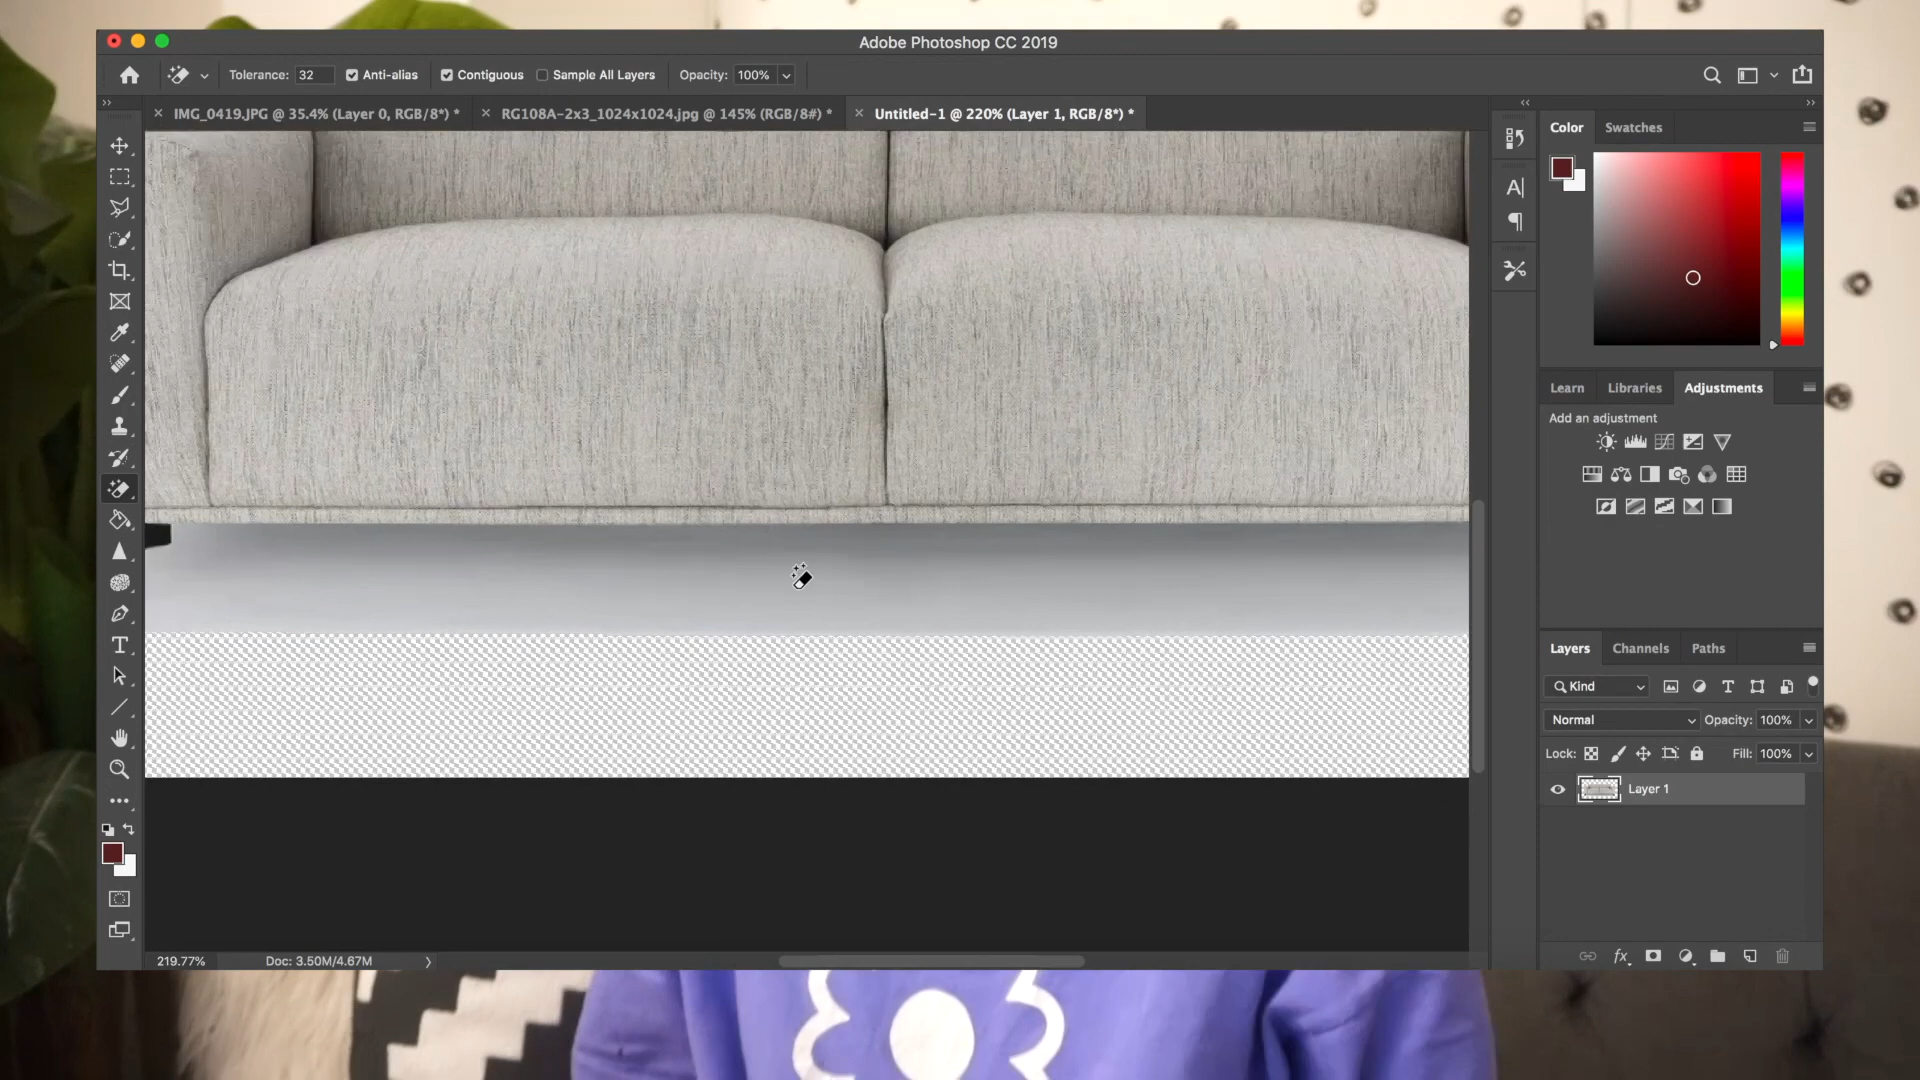 Adobe Photoshop CC 2019
Tolerance: 32 Anti-alias Contiguous Sample All Layers Opacity: 100%
IMG_0419.JPG @ 35.4% (Layer 0, RGB/8*) * RG108A-2x3_1024x1024.jpg @ 145% (RGB/8#) * Untitled-1 @ 220% (Layer 1, RGB/8*) *
Color Swatches
Learn Libraries Adjustments
Add an adjustment
Layers Channels Paths
Kind
Normal Opacity: 100%
Lock: Fill: 100%
Layer 1
fx
219.77% Doc: 3.50M/4.67M